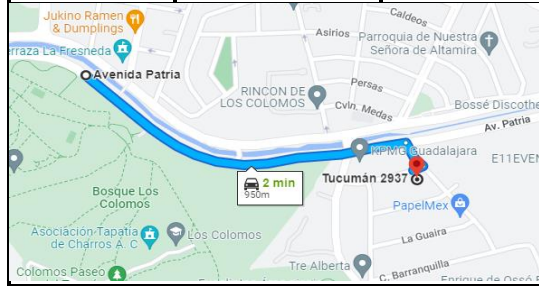 Jukino Ramen
& Dumplings
Caldeos
Asirios
Parroquia de Nuestra
Señora de Altamira
rraza La Fresneda
Avenida Patria
Persas
RINCON DE
LOS COLOMOS
Cvln. Medas
Bossé Discothe
Av. Patria
KPMG Guadalajara
E11EVEN
2 min
950m
Tucumán 2937
Bosque Los
Colomos
PapelMex
Asociación Tapatía
de Charros A. C
Los Colomos
La Guaira
Tre Alberta
C. Barranquilla
Colomos Paseo
Enrique de Ossó